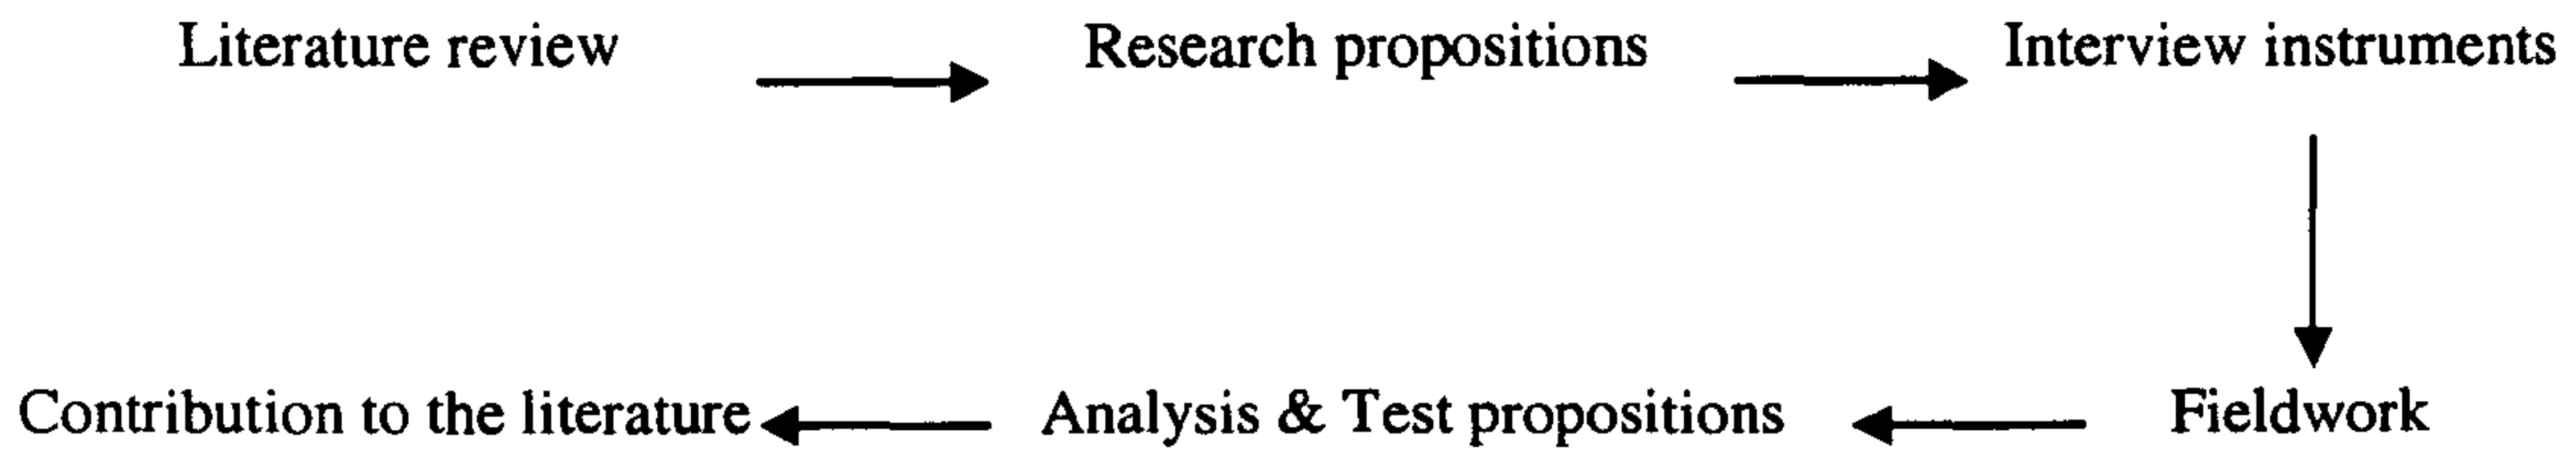 Literature review
Research propositions
Interview instruments
Contribution to the literature
Analysis & Test propositions
Fieldwork